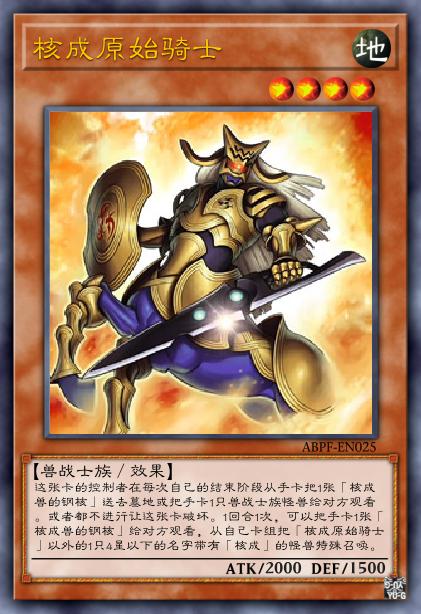 核成原始骑士
地
ABPF-EN025
【兽战士族／效果】
这张卡的控制者在每次自己的结束阶段从手卡把1张「核成
兽的钢核」送去墓地或把手卡1只兽战士族怪兽给对方观看
。或者都不进行让这张卡破坏。1回合1次，可以把手卡1张「
核成兽的钢核」给对方观看，从自己卡组把「核成原始骑士
」以外的1只4星以下的名字带有「核成」的怪兽特殊召唤。
ATK/2000 DEF/1500